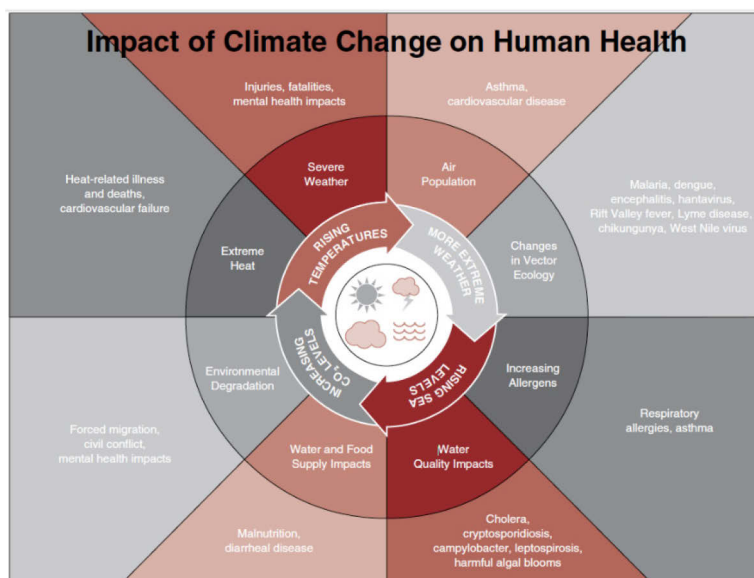 Impact of Climate Change on Human Health
Injuries, fatalities,
mental health impacts
Asthma,
cardiovascular disease
Heat-related illness
and deaths,
cardiovascular failure
Severe
Weather
Air
Population
Malaria, dengue,
encephalitis, hantavirus,
Rift Valley fever, Lyme disease,
chikungunya, West Nile virus
Extreme
Heat
RISING
TEMPERATURES
MORE EXTREME
WEATHER
Changes
in Vector
Ecology
Environmental
Degradation
INCREASING
CO₂ LEVELS
RISING SEA
LEVELS
Increasing
Allergens
Forced migration,
civil conflict,
mental health impacts
Water and Food
Supply Impacts
Water
Quality Impacts
Respiratory
allergies, asthma
Malnutrition,
diarrheal disease
Cholera,
cryptosporidiosis,
campylobacter, leptospirosis,
harmful algal blooms